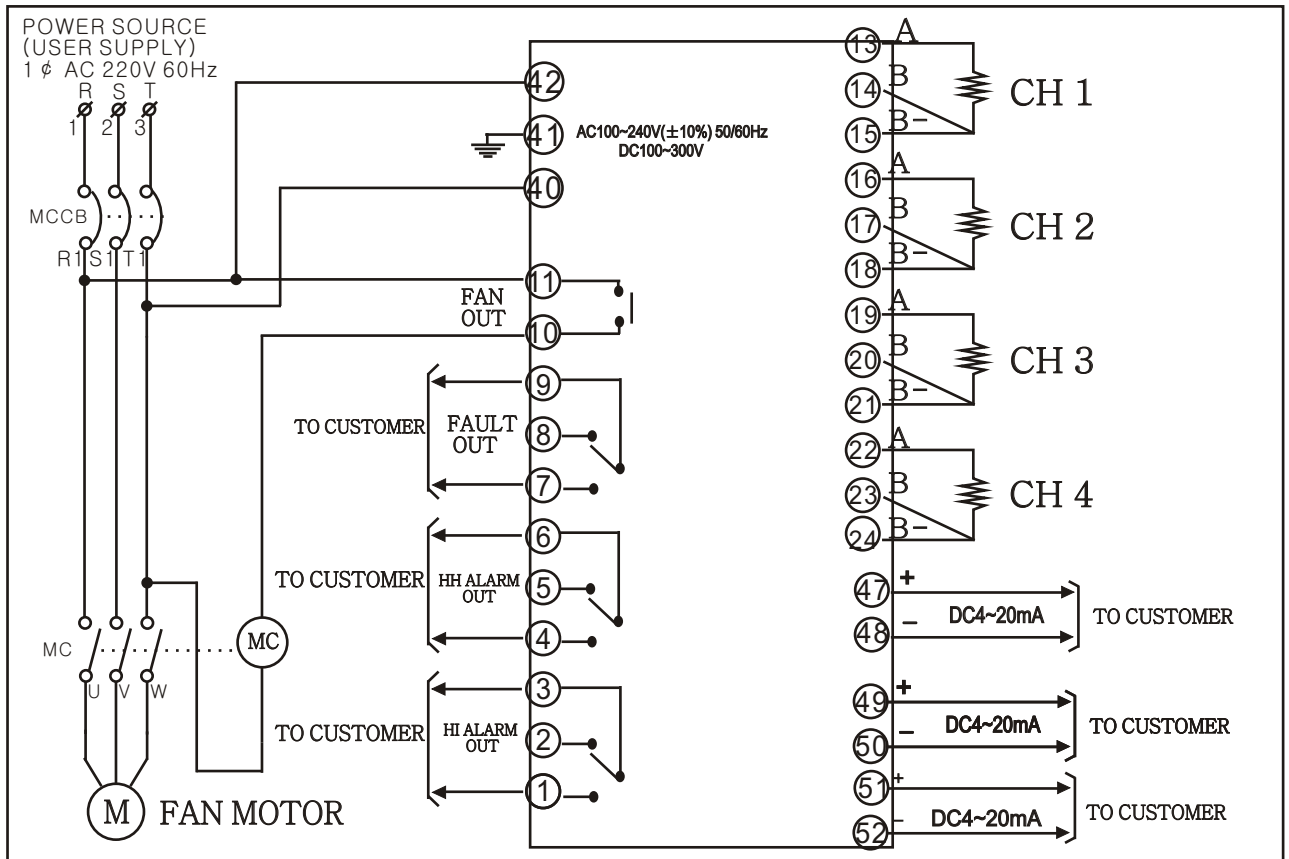 POWER SOURCE
(USER SUPPLY)
1 ¢ AC 220V 60Hz
R S T
1 2 3
MCCB
R1 S1 T1
MC
U V W
M
FAN MOTOR
MC
42
41
AC100~240V(±10%) 50/60Hz
DC100~300V
40
11
FAN
OUT
10
9
TO CUSTOMER
FAULT
OUT
8
7
6
TO CUSTOMER
HH ALARM
OUT
5
4
3
TO CUSTOMER
HI ALARM
OUT
2
1
13 A
14 B
15 B-
CH 1
16 A
17 B
18 B-
CH 2
19 A
20 B
21 B-
CH 3
22 A
23 B
24 B-
CH 4
47 +
DC4~20mA
TO CUSTOMER
48 -
49 +
DC4~20mA
TO CUSTOMER
50 -
51 +
DC4~20mA
TO CUSTOMER
52 -